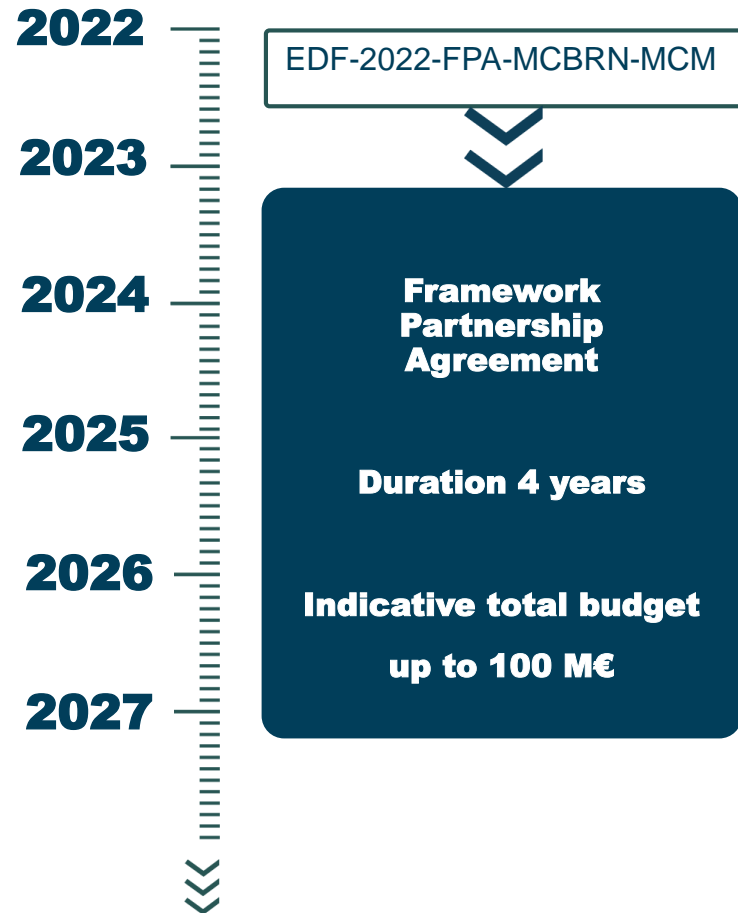 2022
EDF-2022-FPA-MCBRN-MCM
2023
2024
Framework
Partnership
Agreement
2025
Duration 4 years
2026
Indicative total budget
up to 100 M€
2027